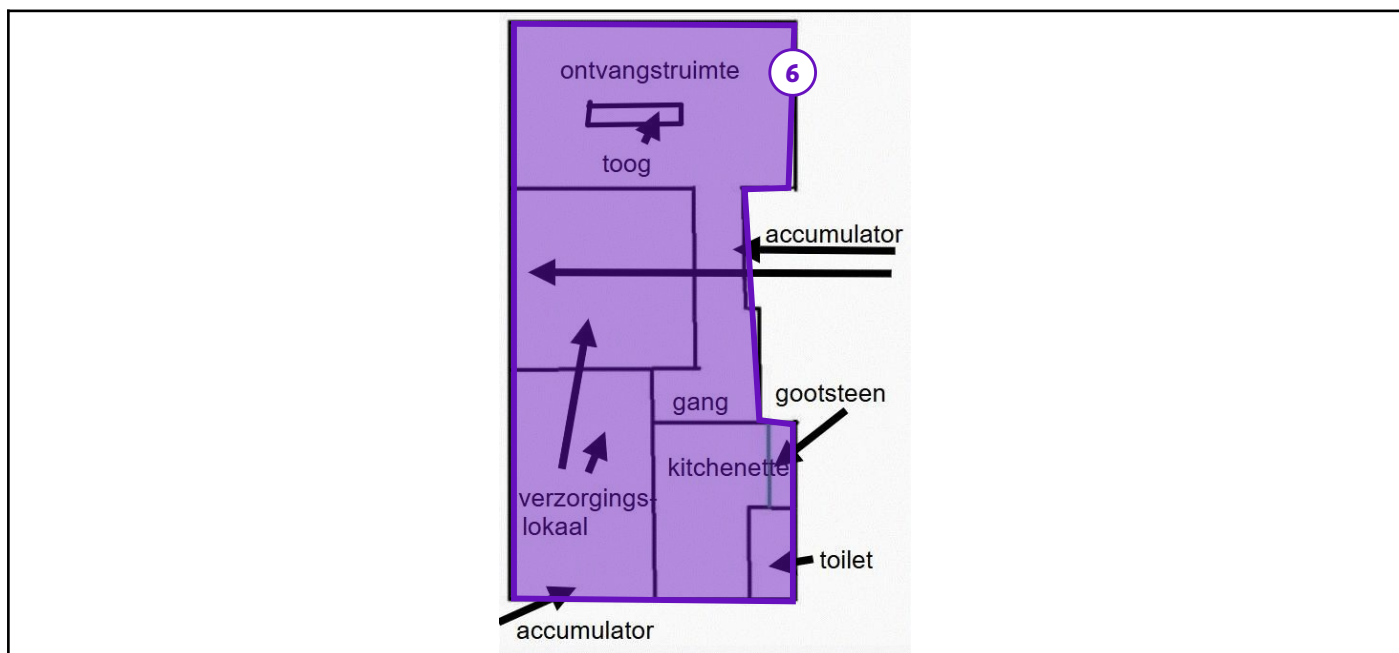 ontvangstruimte
6
toog
accumulator
gang
gootsteen
kitchenette
verzorgings-
lokaal
toilet
accumulator